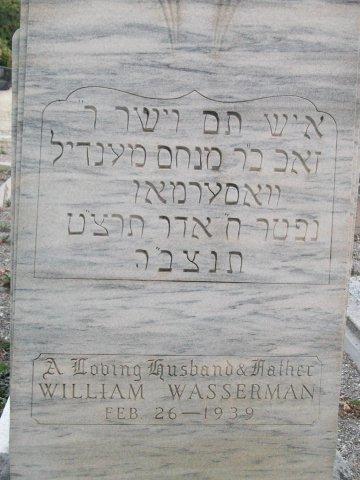 איש תם וישר ר"
זאב ב"ר מנחם מענדיל
וואסערמאן
נפטר ח" אדר תרצ"ט
תנצב"ה
A Loving Husband & Father
WILLIAM WASSERMAN
FEB. 26—1939